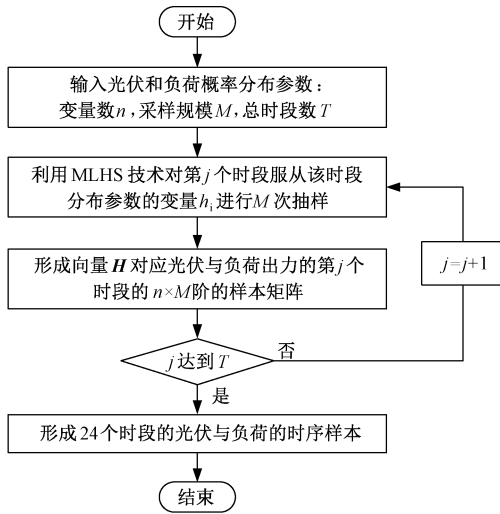 开始
输入光伏和负荷概率分布参数：
变量数n，采样规模M，总时段数T
利用MLHS技术对第j个时段服从该时段
分布参数的变量hi进行M次抽样
形成向量H对应光伏与负荷出力的第j个
时段的n×M阶的样本矩阵
j=j+1
j达到T
否
是
形成24个时段的光伏与负荷的时序样本
结束